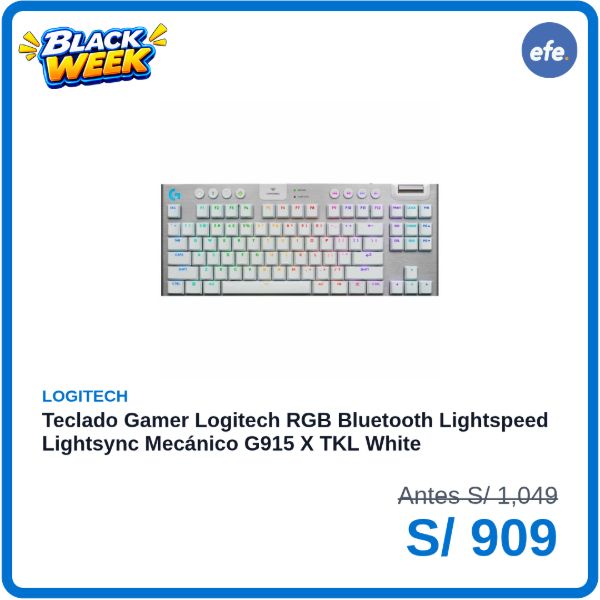 BLACK
WEEK
efe.
LOGITECH
Teclado Gamer Logitech RGB Bluetooth Lightspeed
Lightsync Mecánico G915 X TKL White
Antes S/ 1,049
S/ 909